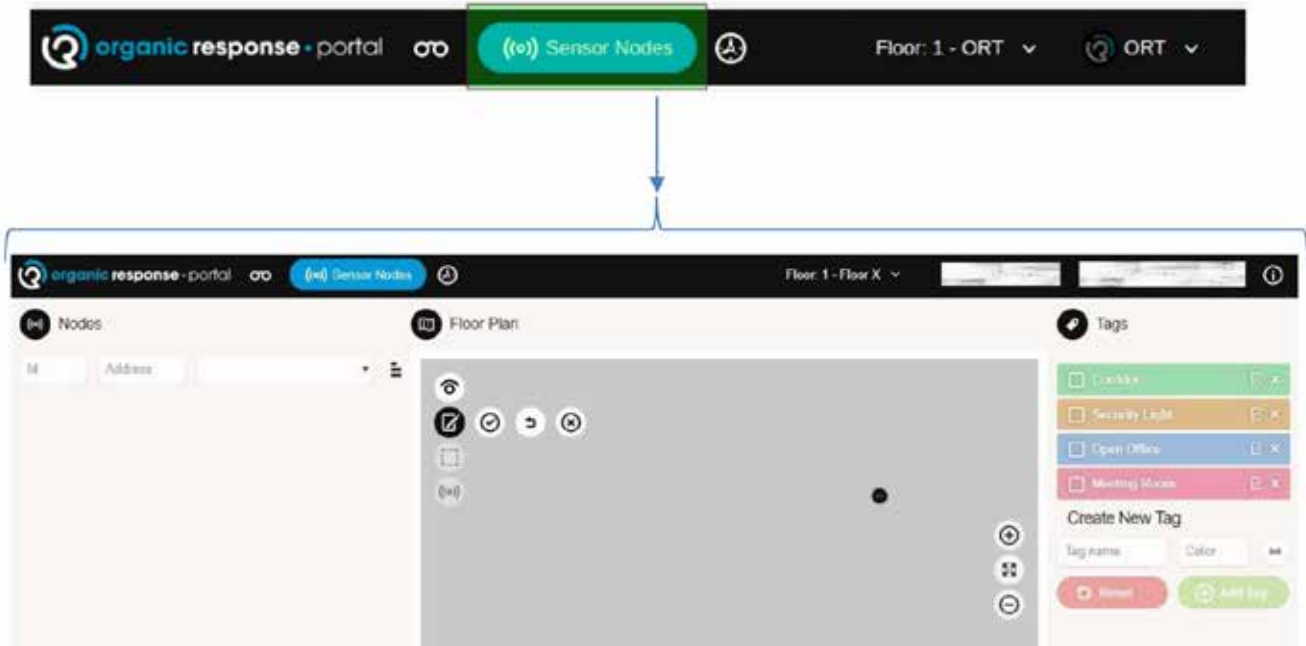 organic response • portal Sensor Nodes Floor: 1 - ORT ORT
organic response • portal Sensor Nodes Floor: 1 - Floor X
Nodes Floor Plan Tags
Id Address
Corridor
Security Light
Open Office
Meeting Room
Create New Tag
Tag name Color
Reset Add Tag